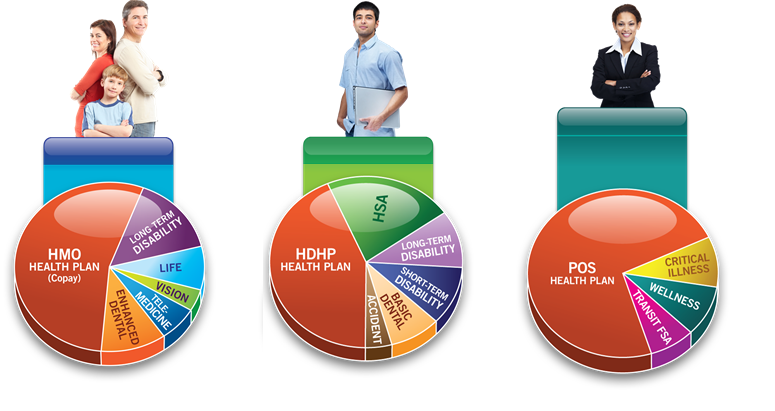 HMO
HEALTH PLAN
(Copay)
LONG TERM
DISABILITY
LIFE
VISION
TELE-
MEDICINE
ENHANCED
DENTAL
HDHP
HEALTH PLAN
HSA
LONG-TERM
DISABILITY
SHORT-TERM
DISABILITY
BASIC
DENTAL
ACCIDENT
POS
HEALTH PLAN
CRITICAL
ILLNESS
WELLNESS
TRANSIT FSA